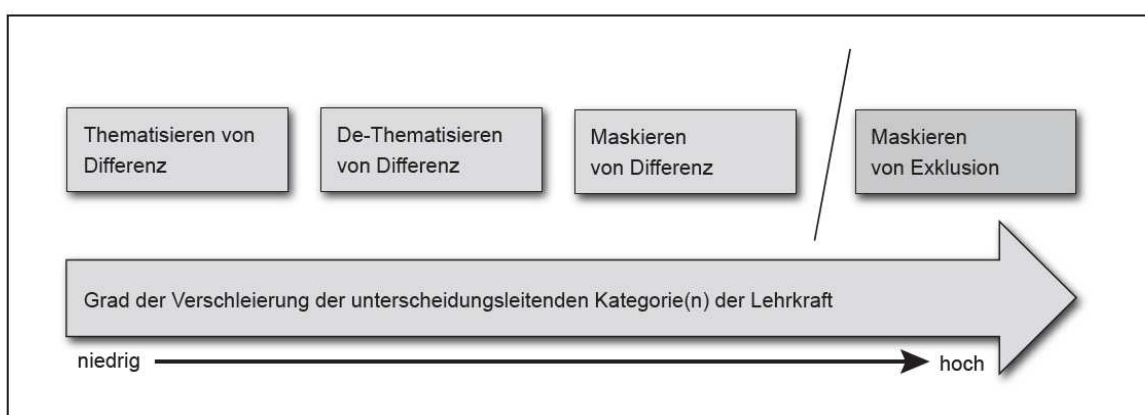 Thematisieren von
Differenz
De-Thematisieren
von Differenz
Maskieren
von Differenz
Maskieren
von Exklusion
Grad der Verschleierung der unterscheidungsleitenden Kategorie(n) der Lehrkraft
niedrig
hoch